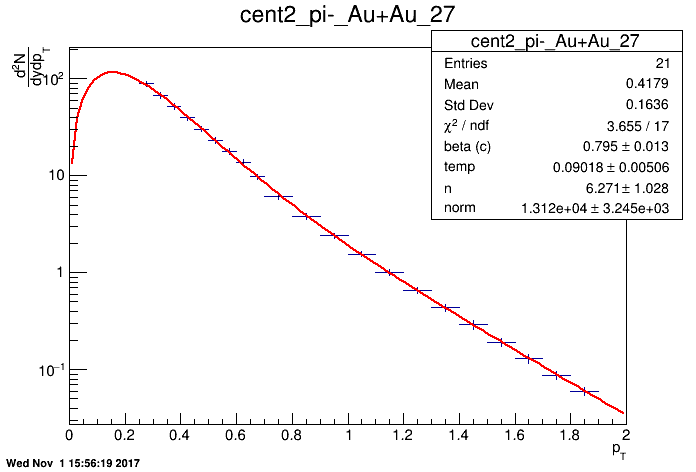 cent2_pi-_Au+Au_27
cent2_pi-_Au+Au_27
Entries 21
Mean 0.4179
Std Dev 0.1636
χ² / ndf 3.655 / 17
beta (c) 0.795 ± 0.013
temp 0.09018 ± 0.00506
n 6.271 ± 1.028
norm 1.312e+04 ± 3.245e+03
d²N
dydp_T
10²
10
1
10⁻¹
0 0.2 0.4 0.6 0.8 1 1.2 1.4 1.6 1.8 2
p_T
Wed Nov 1 15:56:19 2017